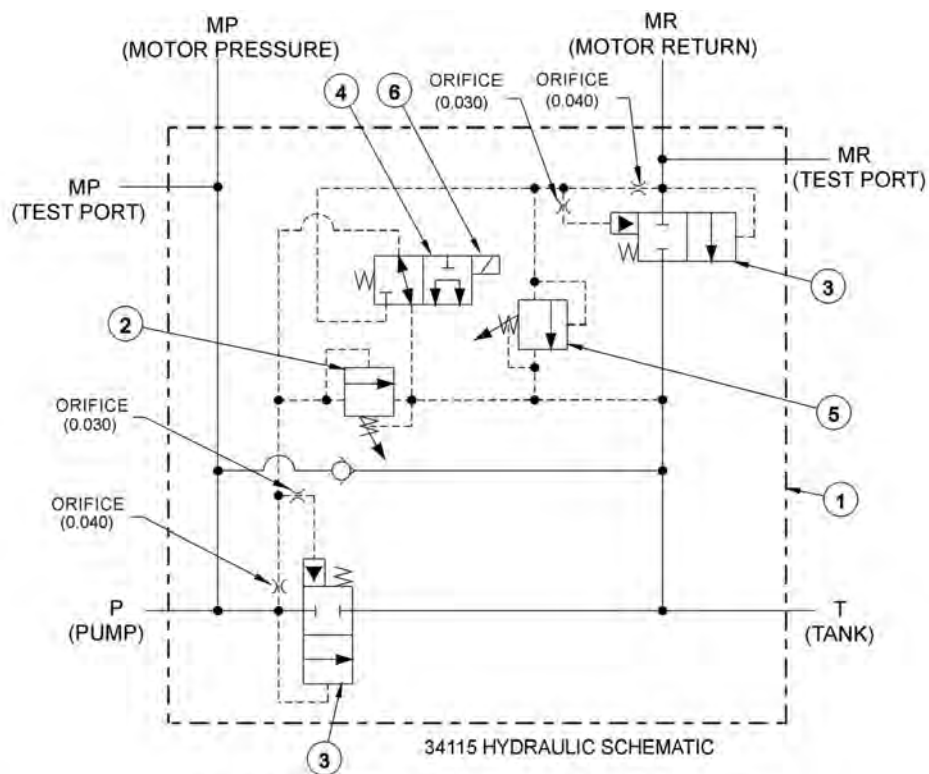 MP
(MOTOR PRESSURE)
MR
(MOTOR RETURN)
ORIFICE
(0.030)
ORIFICE
(0.040)
4
6
MP
(TEST PORT)
MR
(TEST PORT)
3
2
5
ORIFICE
(0.030)
1
ORIFICE
(0.040)
P
(PUMP)
T
(TANK)
3
34115 HYDRAULIC SCHEMATIC